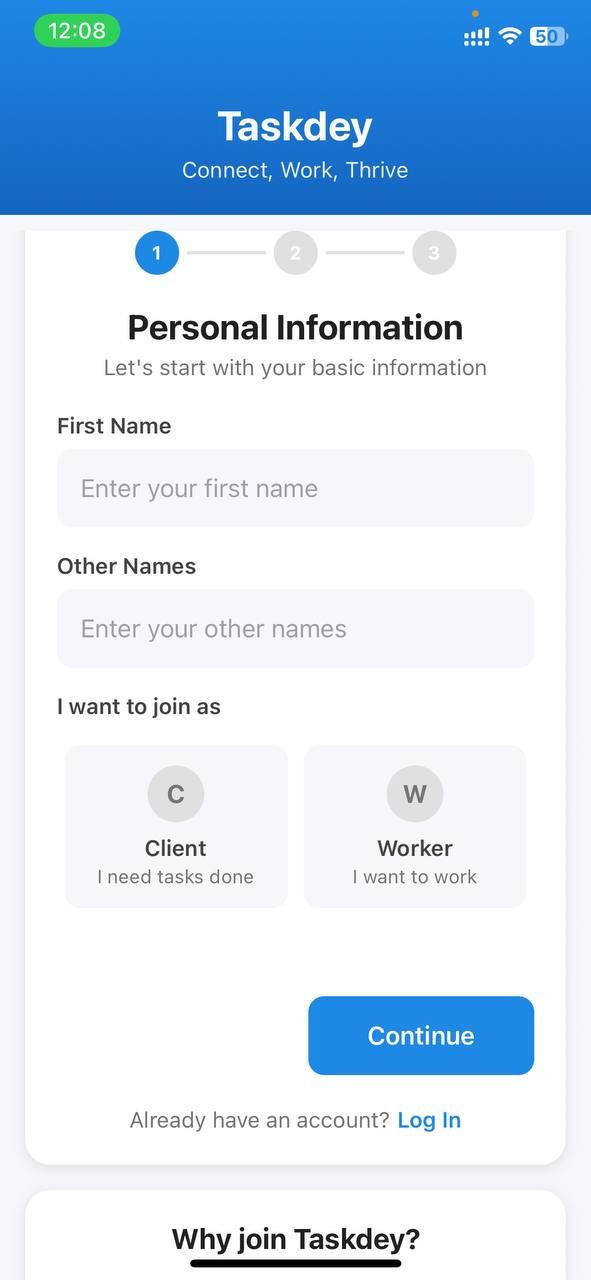 12:08
50
Taskdey
Connect, Work, Thrive
1 2 3
Personal Information
Let's start with your basic information
First Name
Enter your first name
Other Names
Enter your other names
I want to join as
C
Client
I need tasks done
W
Worker
I want to work
Continue
Already have an account? Log In
Why join Taskdey?